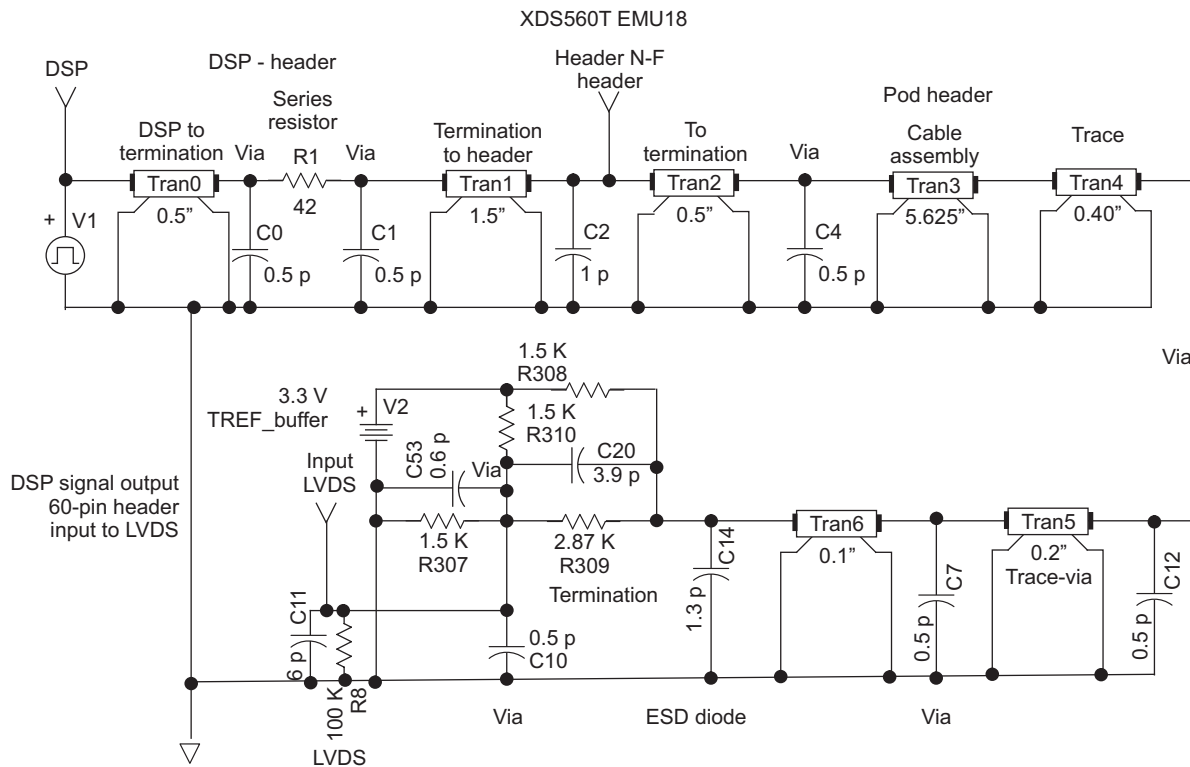 XDS560T EMU18
DSP
DSP - header
Header N-F
header
Pod header
Series
resistor
DSP to
termination
Via
R1
Via
Termination
to header
To
termination
Via
Cable
assembly
Trace
Tran0
Tran1
Tran2
Tran3
Tran4
0.5”
42
1.5”
0.5”
5.625”
0.40”
+
V1
C0
0.5 p
C1
0.5 p
C2
1 p
C4
0.5 p
Via
1.5 K
R308
3.3 V
TREF_buffer
+
V2
1.5 K
R310
C53
0.6 p
Via
C20
3.9 p
Input
LVDS
DSP signal output
60-pin header
input to LVDS
1.5 K
R307
2.87 K
R309
Termination
C14
1.3 p
Tran6
0.1”
C7
0.5 p
Tran5
0.2”
Trace-via
C12
0.5 p
C11
6 p
100 K
R8
0.5 p
C10
Via
ESD diode
Via
LVDS